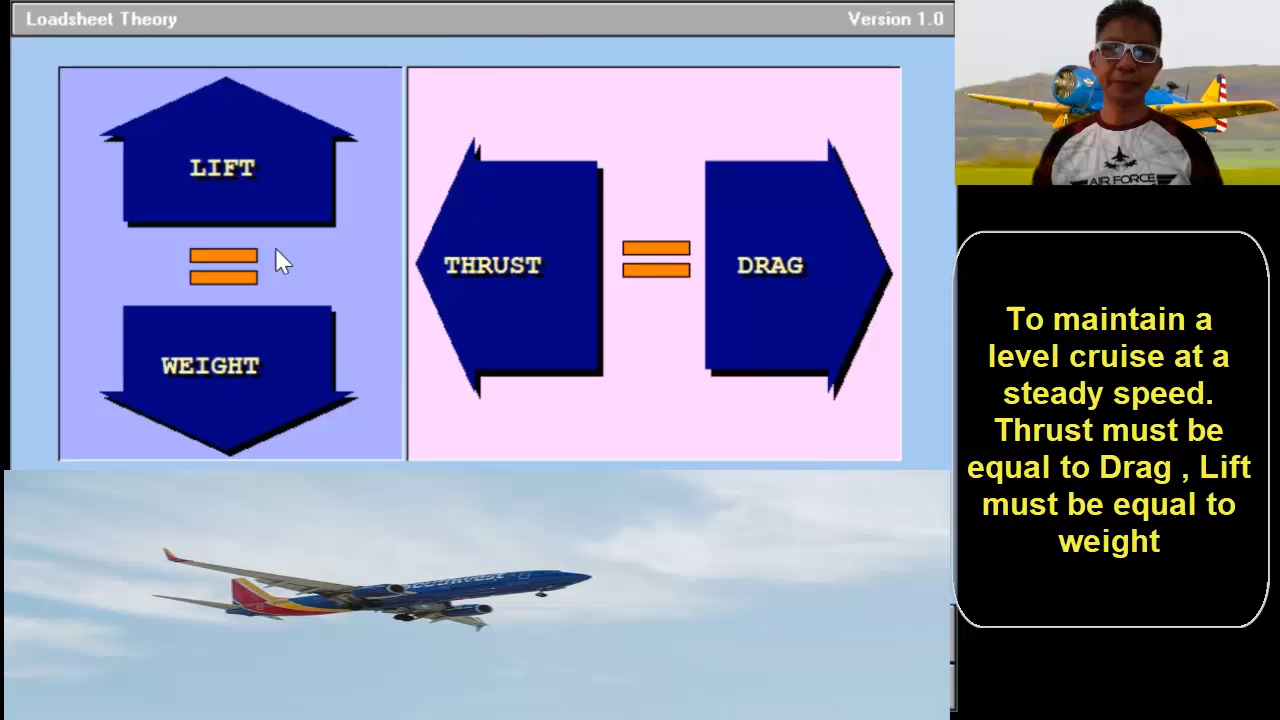 Loadsheet Theory
Version 1.0
LIFT
THRUST
DRAG
WEIGHT
AIR FORCE
To maintain a
level cruise at a
steady speed.
Thrust must be
equal to Drag , Lift
must be equal to
weight